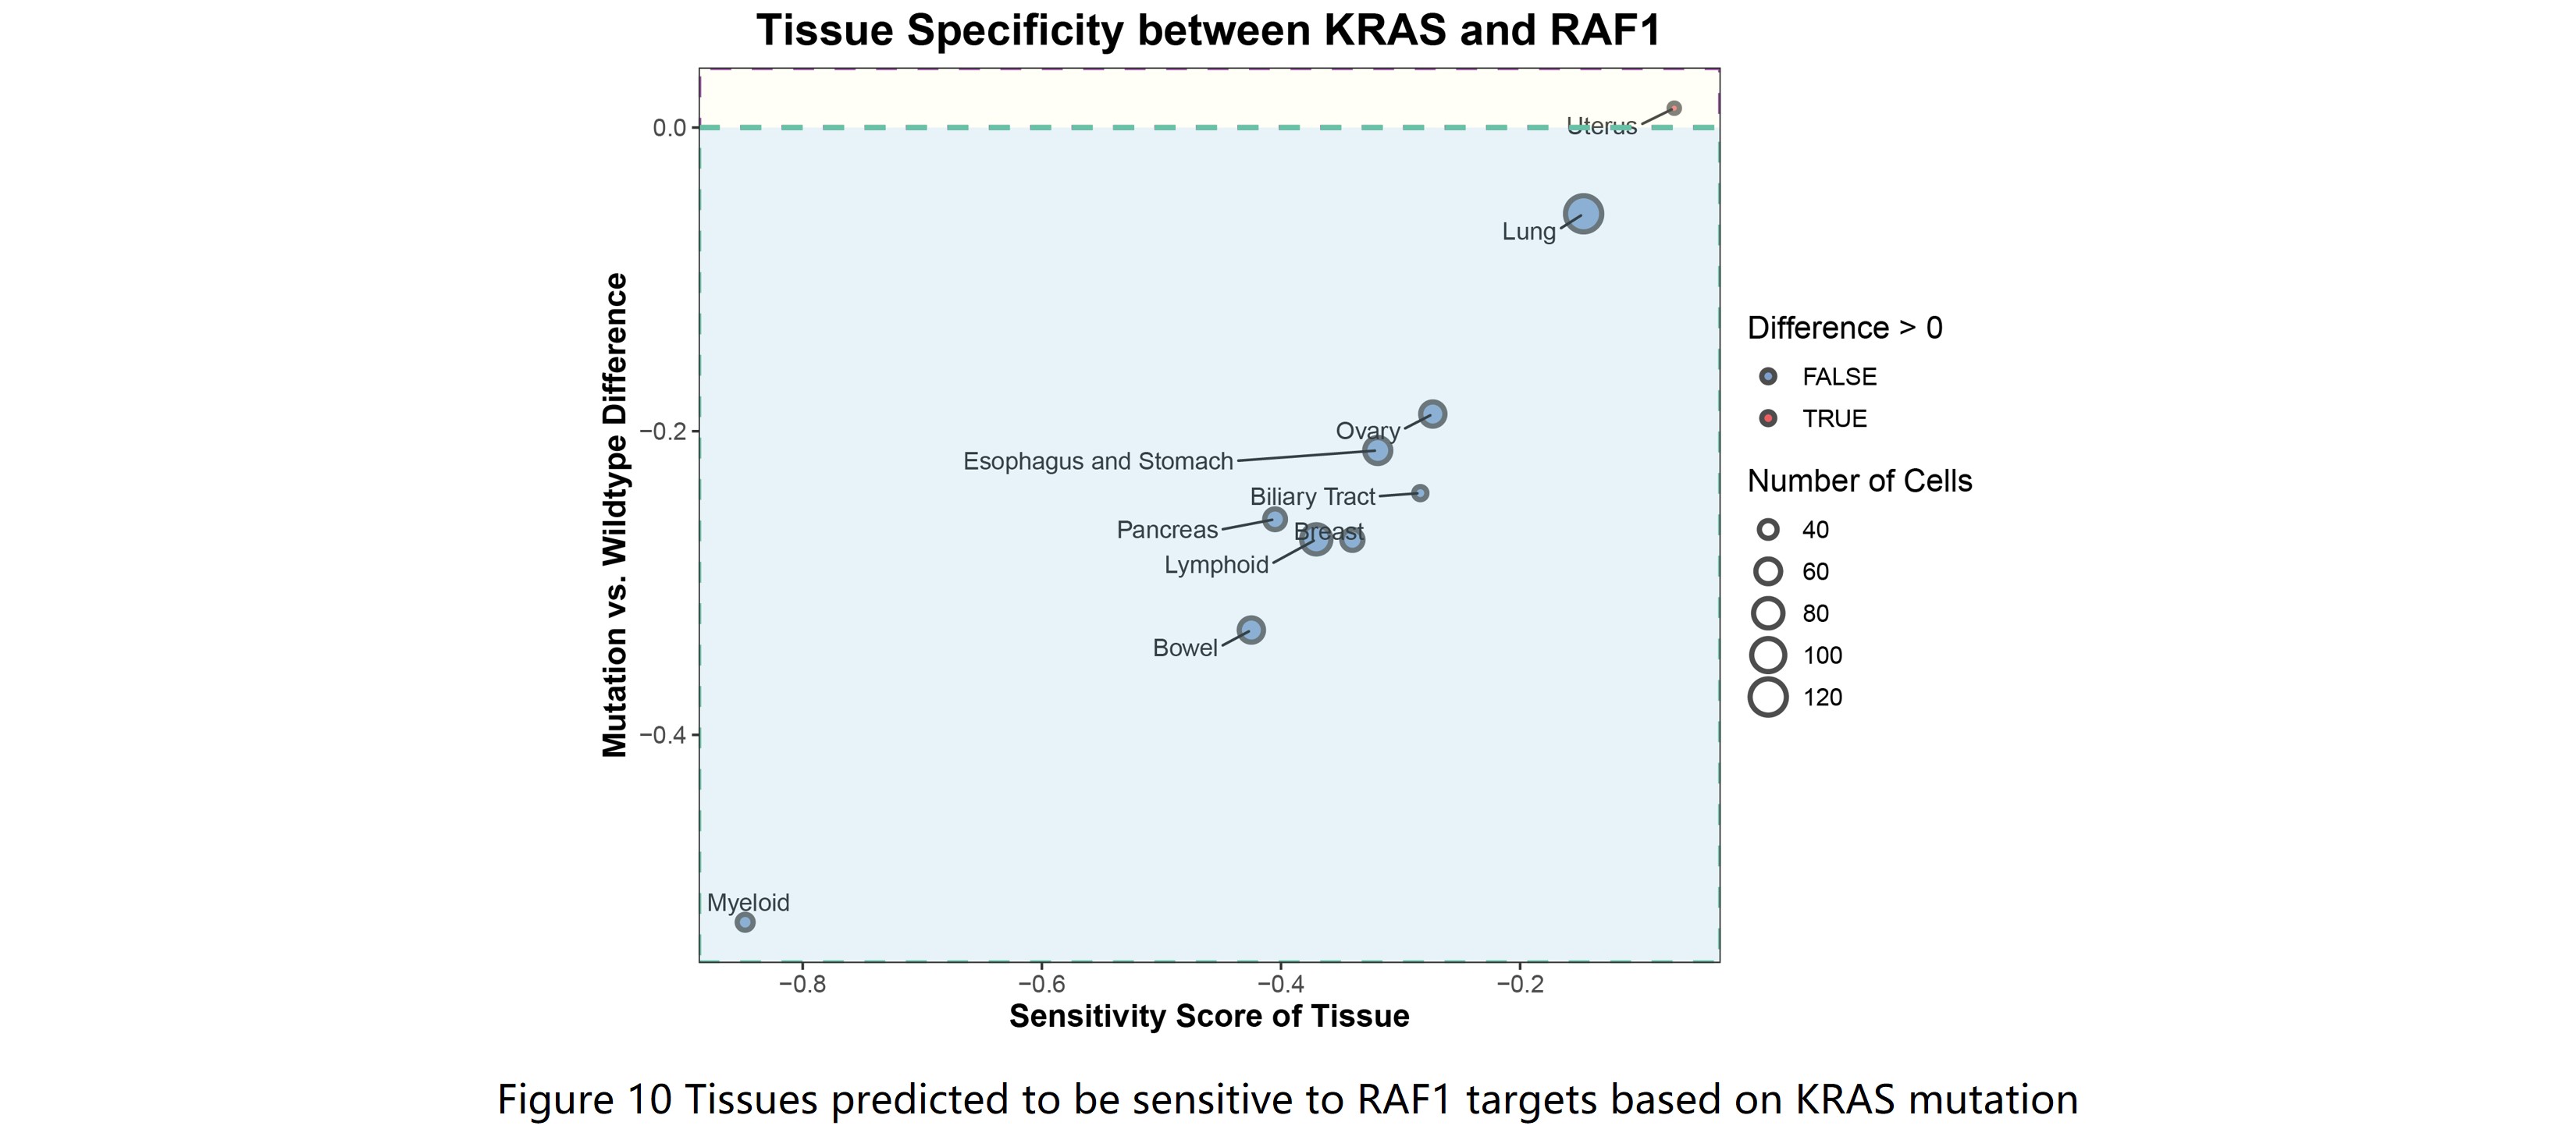 Tissue Specificity between KRAS and RAF1
Mutation vs. Wildtype Difference
0.0
−0.2
−0.4
Uterus
Lung
Ovary
Esophagus and Stomach
Biliary Tract
Pancreas
Breast
Lymphoid
Bowel
Myeloid
−0.8
−0.6
−0.4
−0.2
Sensitivity Score of Tissue
Difference > 0
FALSE
TRUE
Number of Cells
40
60
80
100
120
Figure 10 Tissues predicted to be sensitive to RAF1 targets based on KRAS mutation